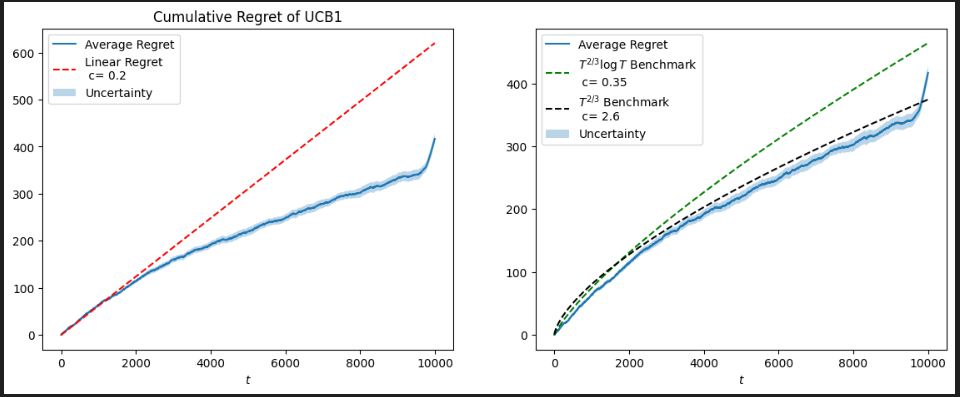 Cumulative Regret of UCB1
Average Regret
Linear Regret
c= 0.2
Uncertainty
600
500
400
300
200
100
0
0 2000 4000 6000 8000 10000
t
Average Regret
T^{2/3} log T Benchmark
c= 0.35
T^{2/3} Benchmark
c= 2.6
Uncertainty
400
300
200
100
0
0 2000 4000 6000 8000 10000
t